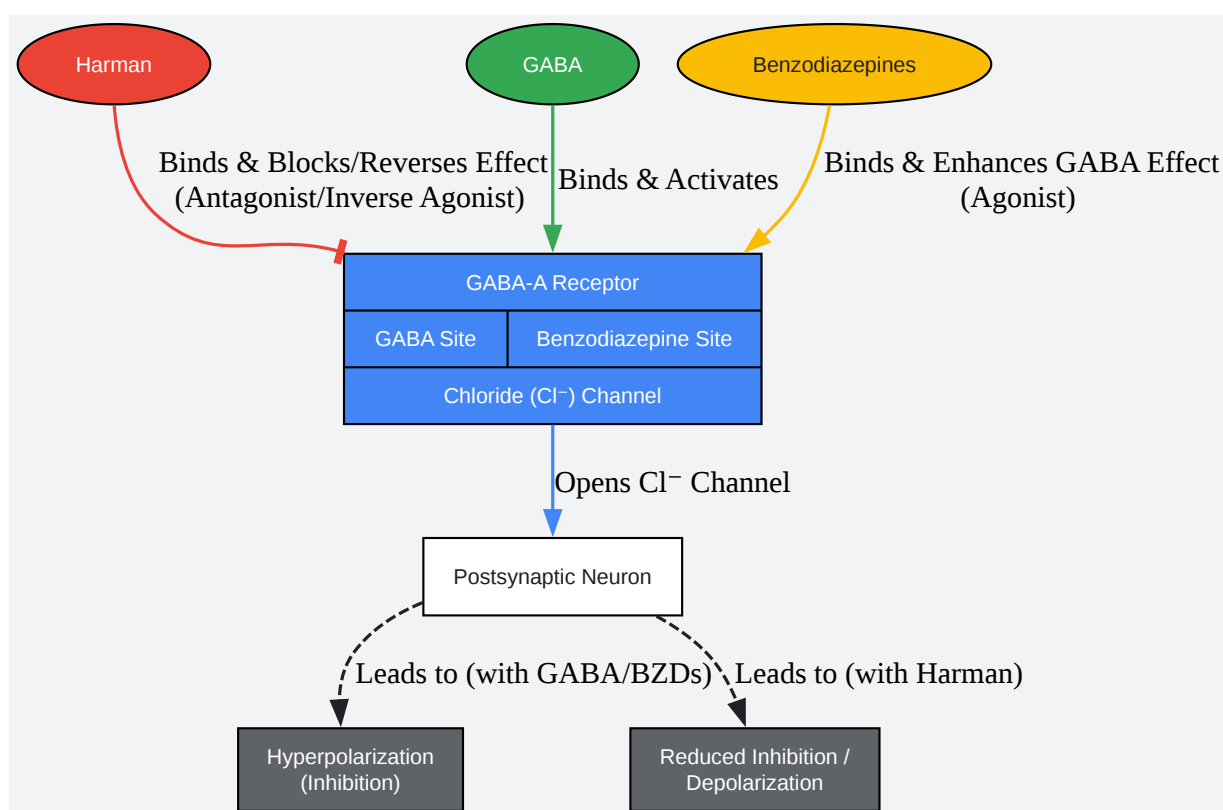 Harman
GABA
Benzodiazepines
Binds & Blocks/Reverses Effect
(Antagonist/Inverse Agonist)
Binds & Activates
Binds & Enhances GABA Effect
(Agonist)
GABA-A Receptor
GABA Site
Benzodiazepine Site
Chloride (Cl⁻) Channel
Opens Cl⁻ Channel
Postsynaptic Neuron
Leads to (with GABA/BZDs)
Leads to (with Harman)
Hyperpolarization
(Inhibition)
Reduced Inhibition /
Depolarization